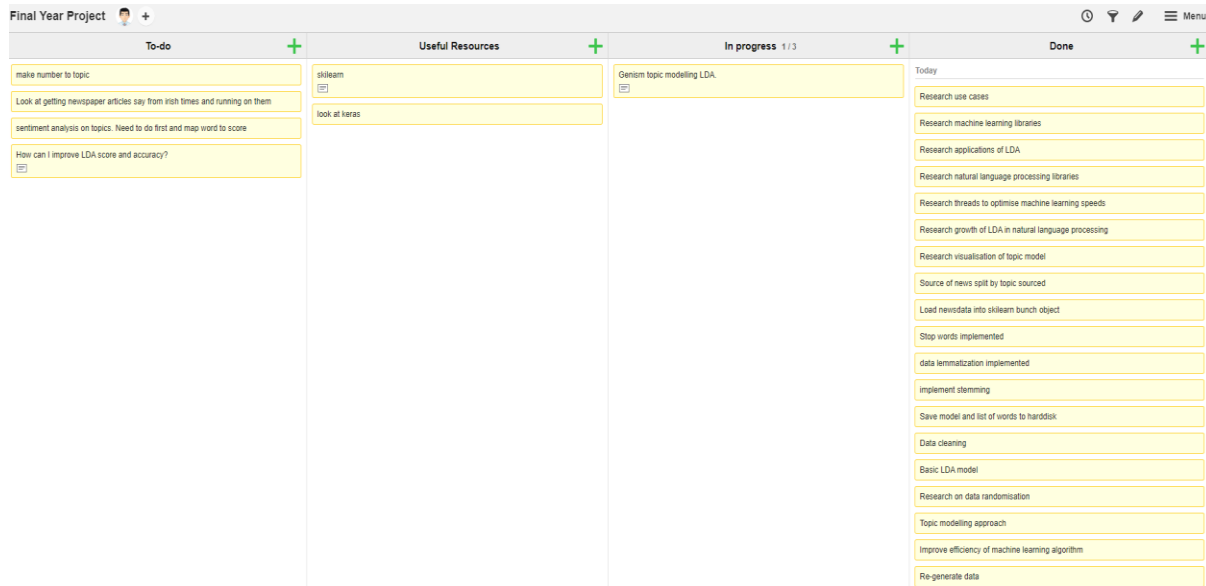 Final Year Project +
Menu
To-do
make number to topic
Look at getting newspaper articles say from irish times and running on them
sentiment analysis on topics. Need to do first and map word to score
How can I improve LDA score and accuracy?
Useful Resources
skilearn
look at keras
In progress 1 / 3
Genism topic modelling LDA.
Done
Today
Research use cases
Research machine learning libraries
Research applications of LDA
Research natural language processing libraries
Research threads to optimise machine learning speeds
Research growth of LDA in natural language processing
Research visualisation of topic model
Source of news split by topic sourced
Load newsdata into skilearn bunch object
Stop words implemented
data lemmatization implemented
implement stemming
Save model and list of words to harddisk
Data cleaning
Basic LDA model
Research on data randomisation
Topic modelling approach
Improve efficiency of machine learning algorithm
Re-generate data